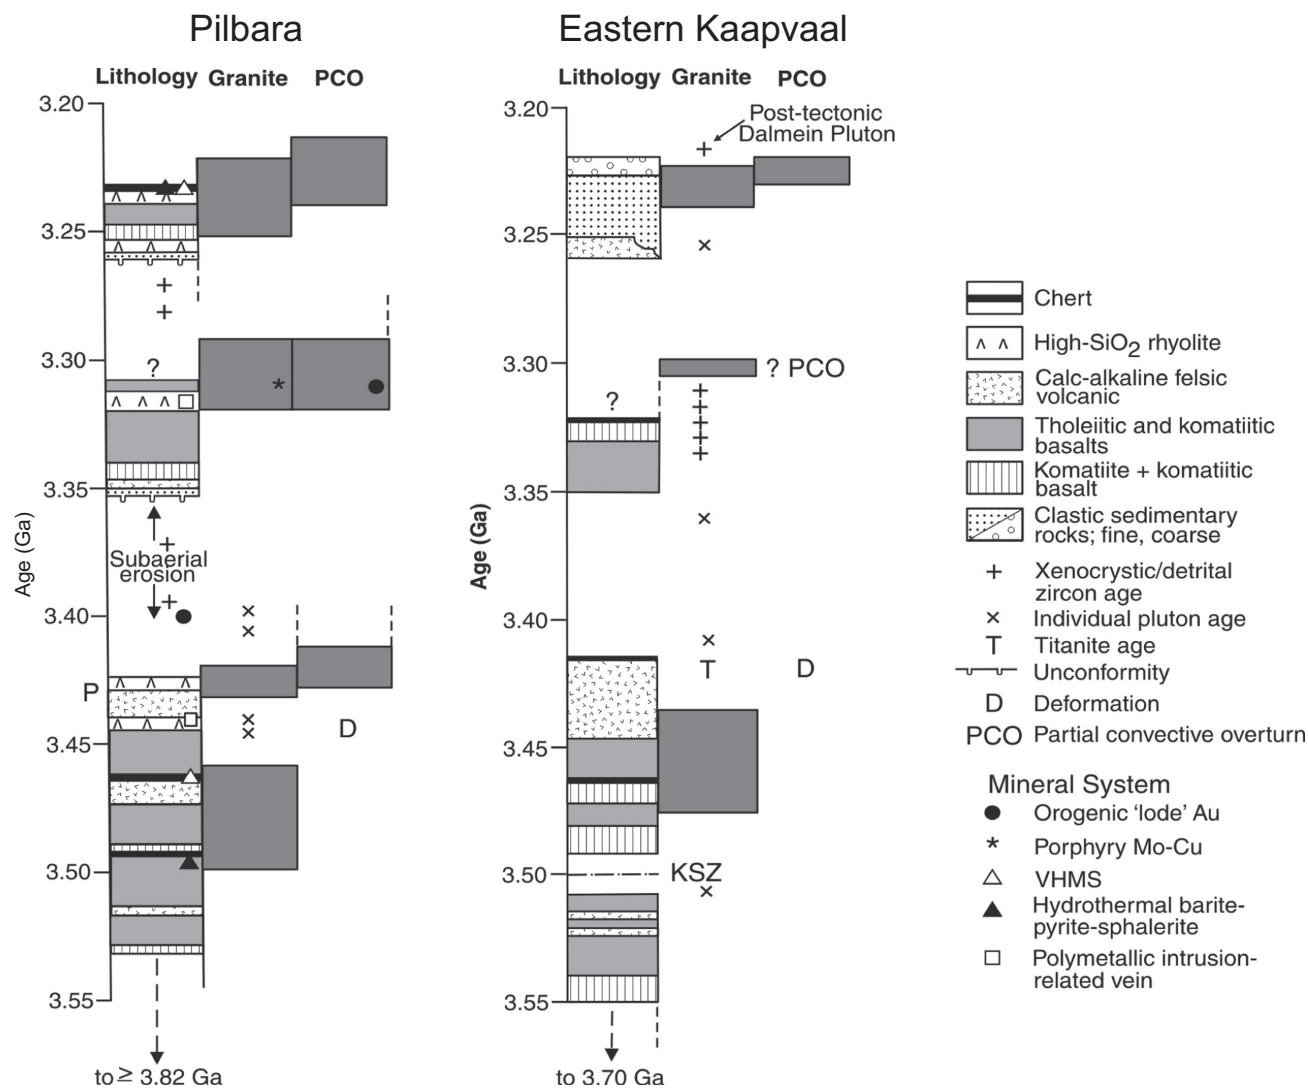 Pilbara
Eastern Kaapvaal
Lithology Granite PCO
Lithology Granite PCO
3.20
3.25
3.30
3.35
3.40
3.45
3.50
3.55
Age (Ga)
?
Subaerial
erosion
P
D
to ≥ 3.82 Ga
3.20
3.25
3.30
3.35
3.40
3.45
3.50
3.55
Age (Ga)
Post-tectonic
Dalmein Pluton
? PCO
?
T
D
KSZ
to 3.70 Ga
Chert
High-SiO2 rhyolite
Calc-alkaline felsic
volcanic
Tholeiitic and komatiitic
basalts
Komatiite + komatiitic
basalt
Clastic sedimentary
rocks; fine, coarse
+ Xenocrystic/detrital
zircon age
× Individual pluton age
T Titanite age
Unconformity
D Deformation
PCO Partial convective overturn
Mineral System
Orogenic ‘lode’ Au
* Porphyry Mo-Cu
VHMS
Hydrothermal barite-
pyrite-sphalerite
Polymetallic intrusion-
related vein